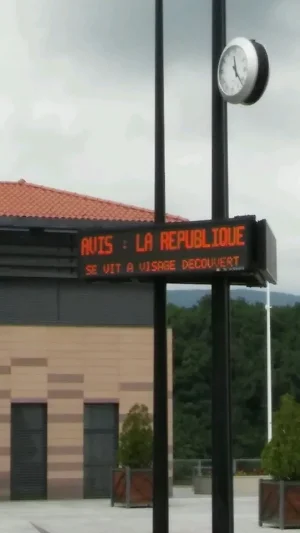 AVIS : LA REPUBLIQUE
SE VIT A VISAGE DECOUVERT